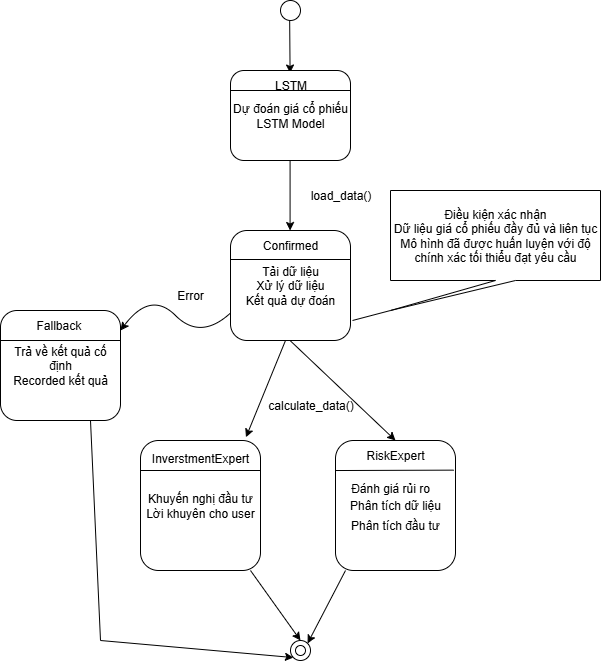 LSTM
Dự đoán giá cổ phiếu
LSTM Model
load_data()
Điều kiện xác nhận
Dữ liệu giá cổ phiếu đầy đủ và liên tục
Mô hình đã được huấn luyện với độ
chính xác tối thiểu đạt yêu cầu
Confirmed
Tải dữ liệu
Xử lý dữ liệu
Kết quả dự đoán
Error
Fallback
Trả về kết quả cố
định
Recorded kết quả
calculate_data()
InverstmentExpert
Khuyến nghị đầu tư
Lời khuyên cho user
RiskExpert
Đánh giá rủi ro
Phân tích dữ liệu
Phân tích đầu tư